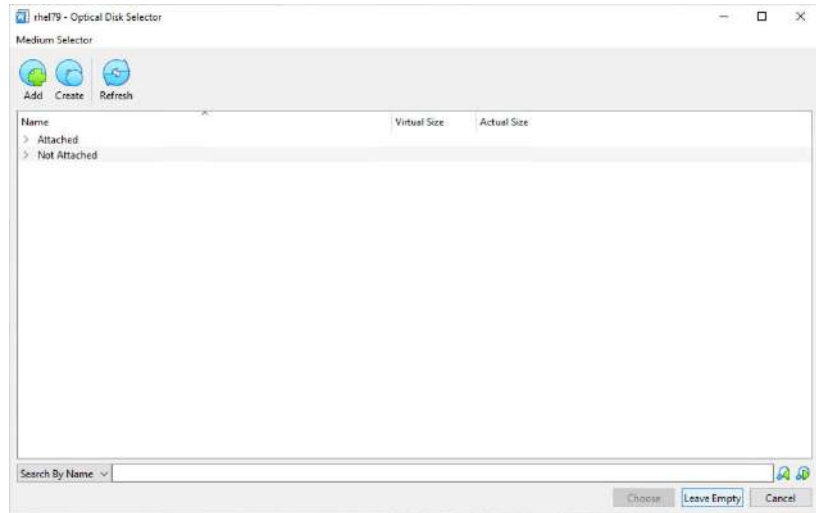 rhel79 - Optical Disk Selector
Medium Selector
Add Create Refresh
Name Virtual Size Actual Size
Attached
Not Attached
Search By Name
Choose Leave Empty Cancel